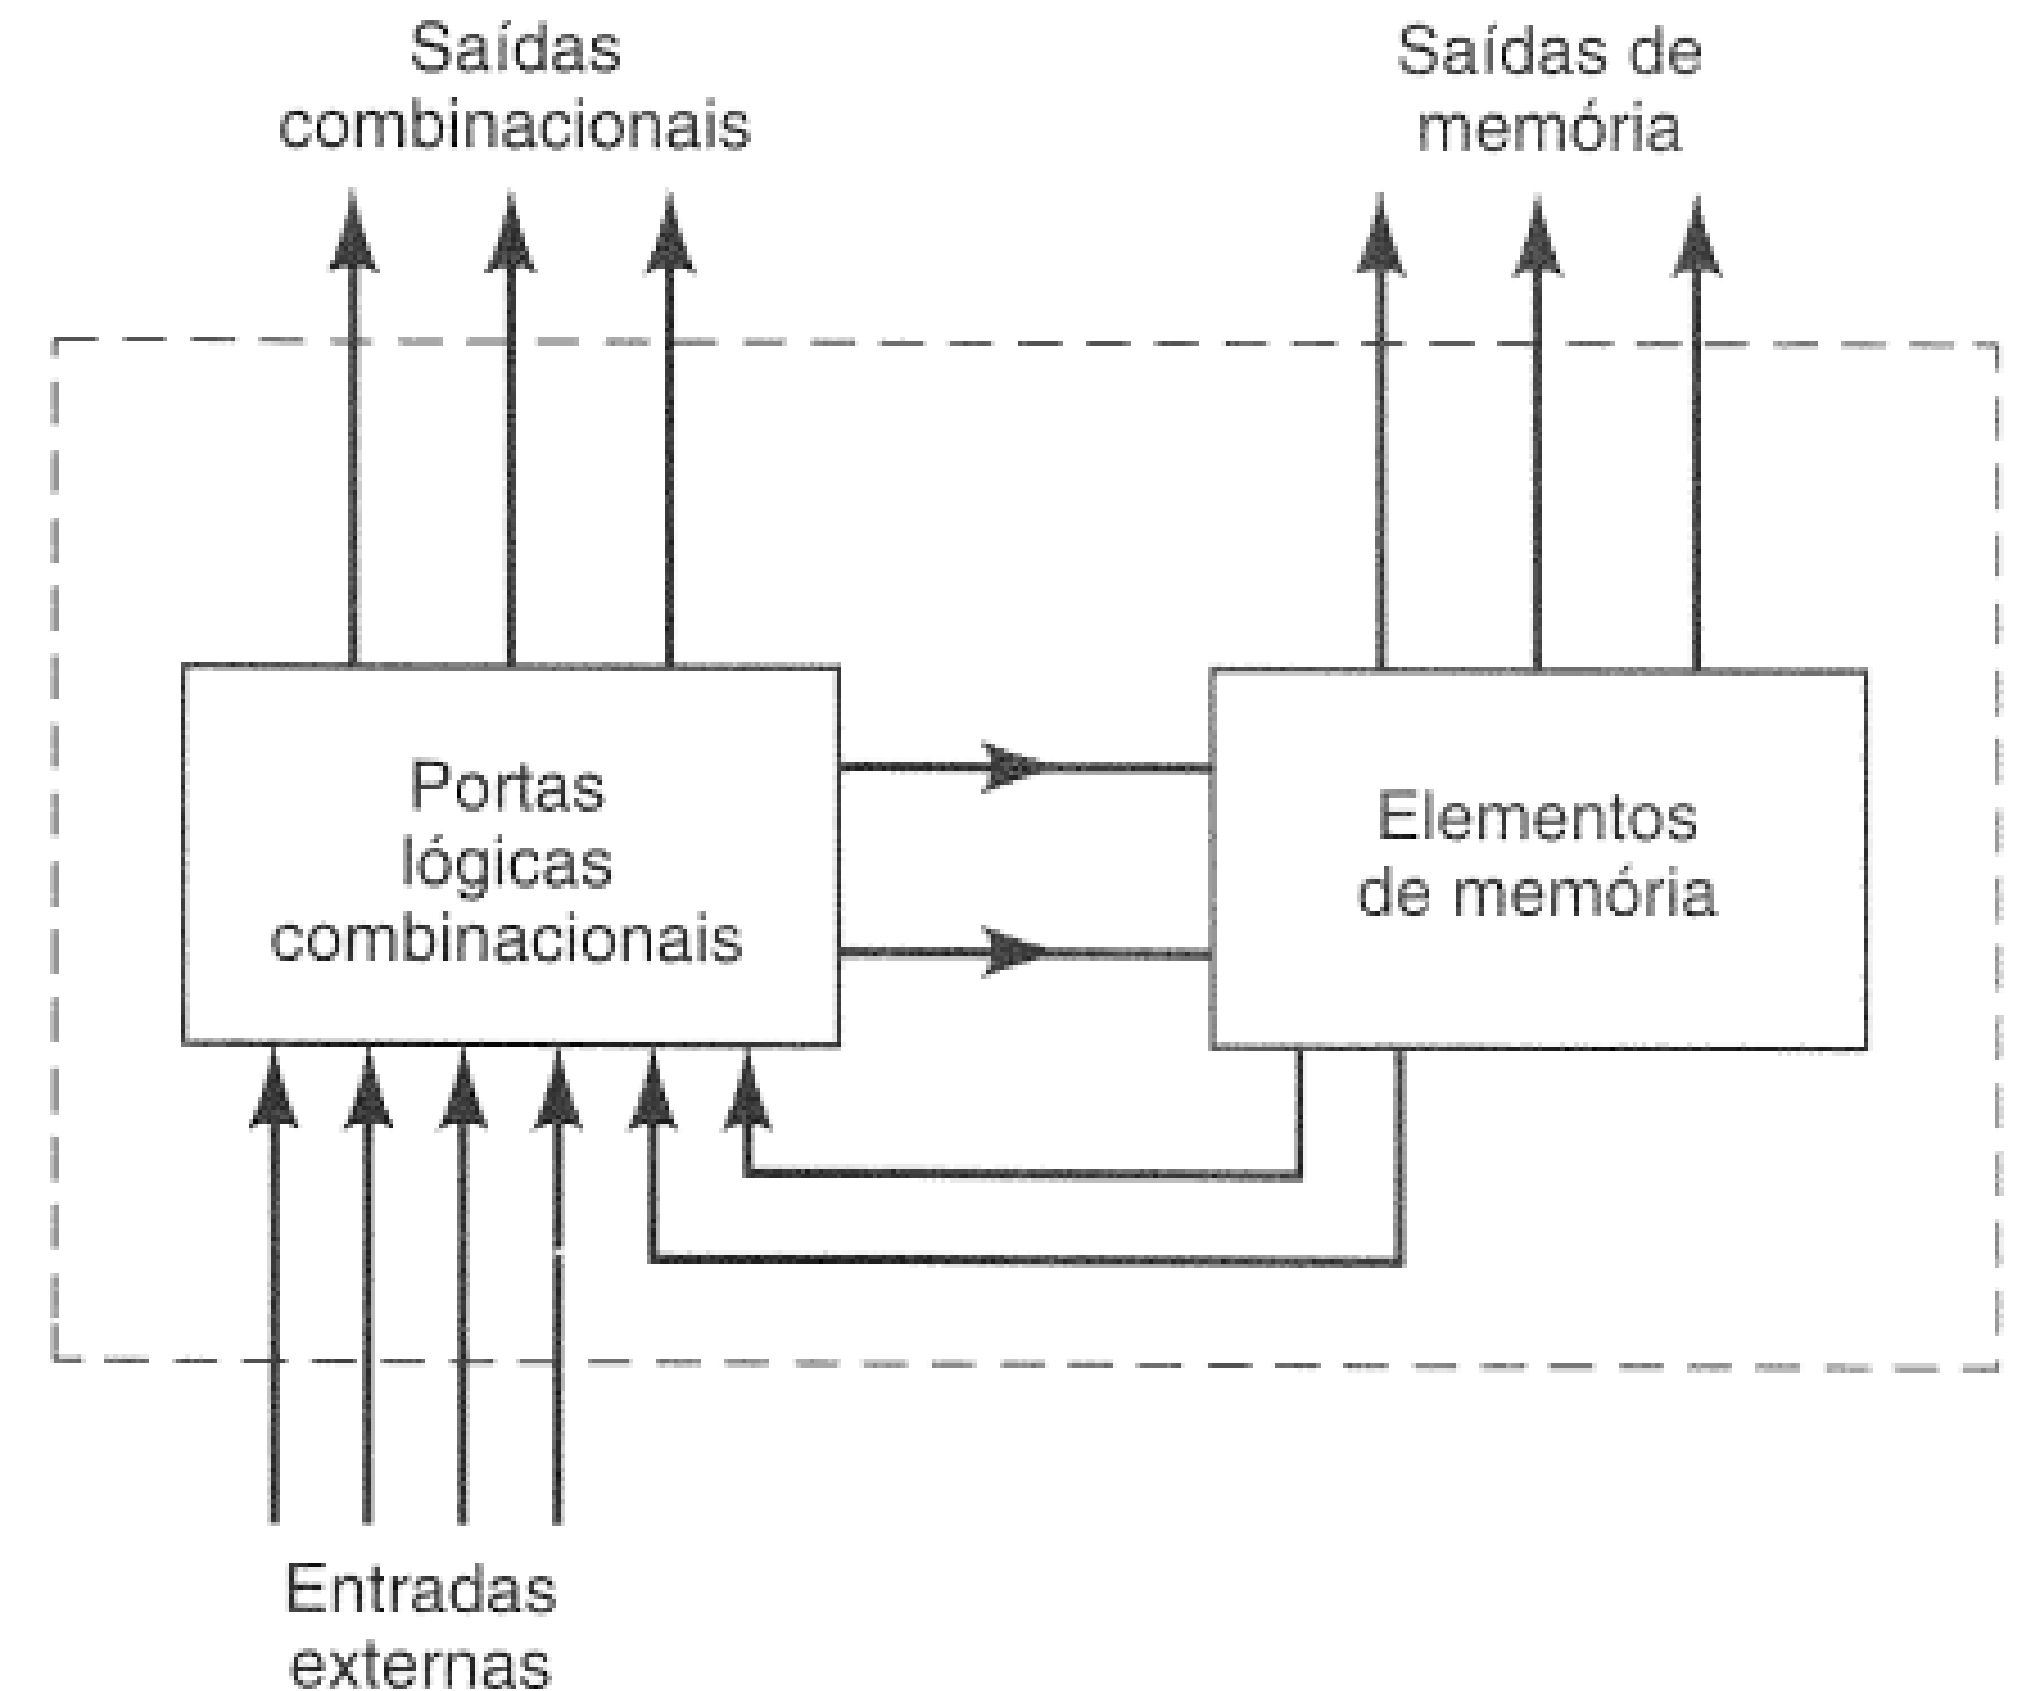 Saídas
combinacionais
Saídas de
memória
Portas
lógicas
combinacionais
Elementos
de memória
Entradas
externas